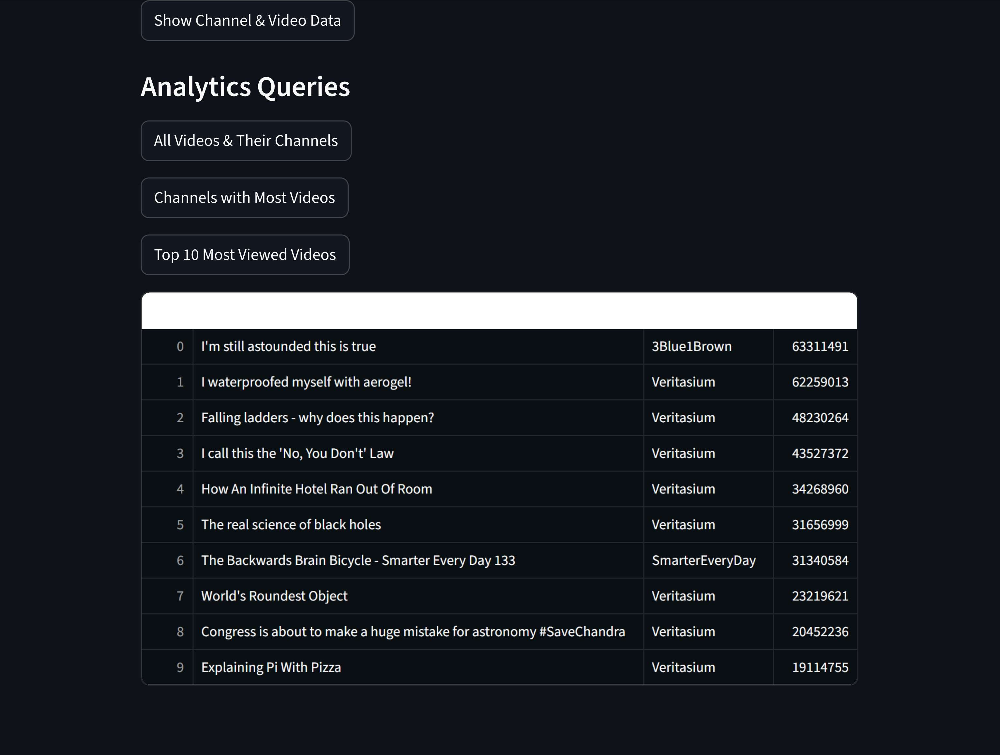 Show Channel & Video Data
Analytics Queries
All Videos & Their Channels
Channels with Most Videos
Top 10 Most Viewed Videos
0 I'm still astounded this is true 3Blue1Brown 63311491
1 I waterproofed myself with aerogel! Veritasium 62259013
2 Falling ladders - why does this happen? Veritasium 48230264
3 I call this the 'No, You Don't' Law Veritasium 43527372
4 How An Infinite Hotel Ran Out Of Room Veritasium 34268960
5 The real science of black holes Veritasium 31656999
6 The Backwards Brain Bicycle - Smarter Every Day 133 SmarterEveryDay 31340584
7 World's Roundest Object Veritasium 23219621
8 Congress is about to make a huge mistake for astronomy #SaveChandra Veritasium 20452236
9 Explaining Pi With Pizza Veritasium 19114755